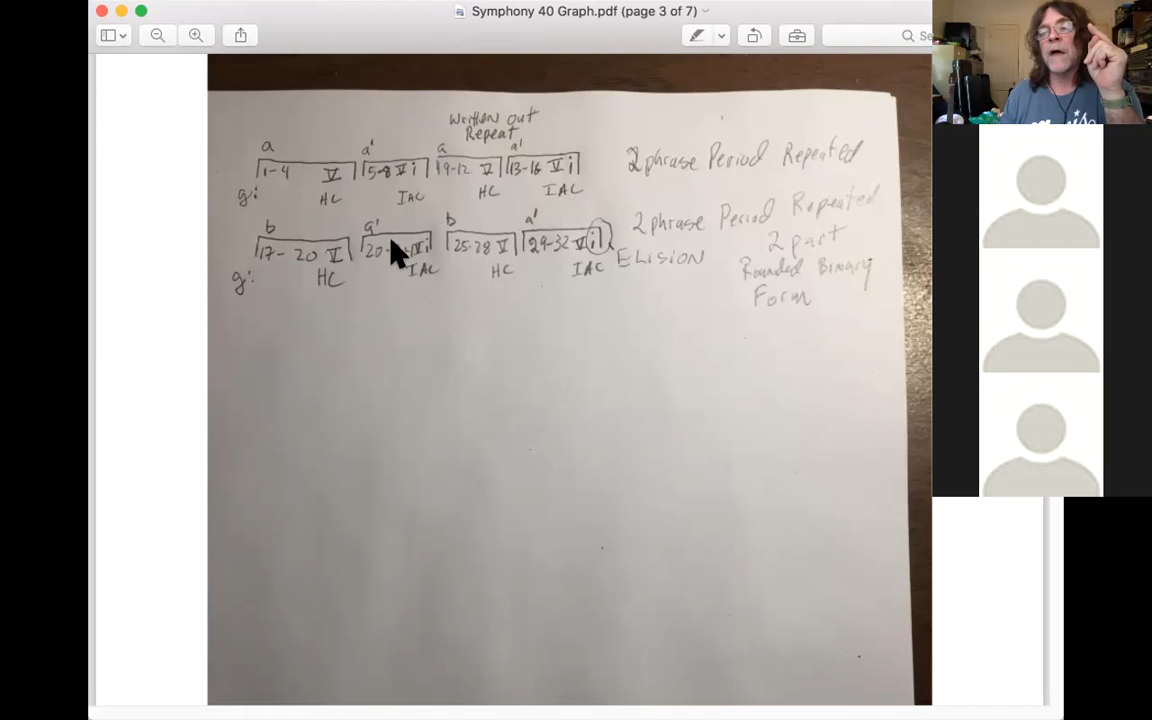 Symphony 40 Graph.pdf (page 3 of 7)
Se
Written out
Repeat
a a' a a'
1-4 V 5-8 V i 9-12 V 13-16 V i
g:
HC IAC HC IAC
2 phrase Period Repeated
b a' b a'
17-20 V 20- V i 25-28 V 29-32 V i
g:
HC IAC HC IAC
ELISION
2 phrase Period Repeated
2 part
Rounded Binary
Form